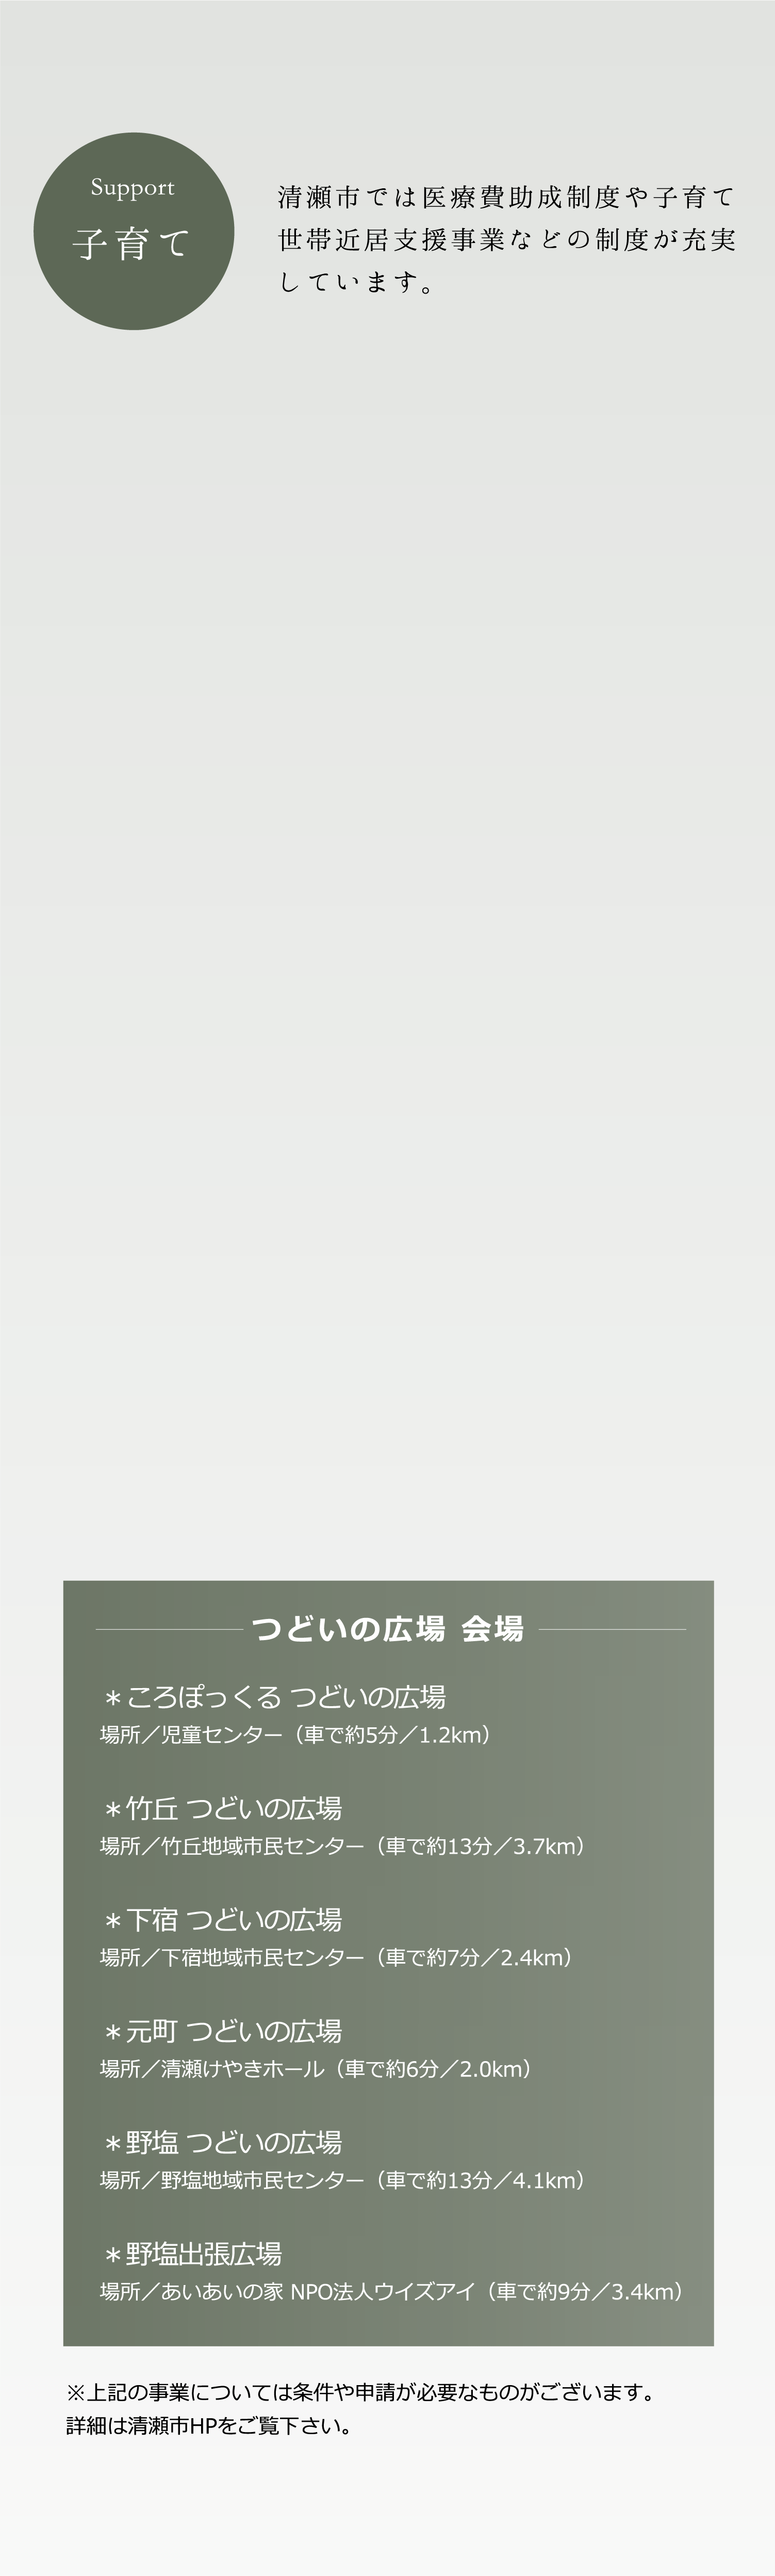 Support
子育て
清瀬市では医療費助成制度や子育て
世帯近居支援事業などの制度が充実
しています。
つどいの広場 会場
＊ころぽっくる つどいの広場
場所／児童センター（車で約5分／1.2km）
＊竹丘 つどいの広場
場所／竹丘地域市民センター（車で約13分／3.7km）
＊下宿 つどいの広場
場所／下宿地域市民センター（車で約7分／2.4km）
＊元町 つどいの広場
場所／清瀬けやきホール（車で約6分／2.0km）
＊野塩 つどいの広場
場所／野塩地域市民センター（車で約13分／4.1km）
＊野塩出張広場
場所／あいあいの家 NPO法人ウイズアイ（車で約9分／3.4km）
※上記の事業については条件や申請が必要なものがございます。
詳細は清瀬市HPをご覧下さい。